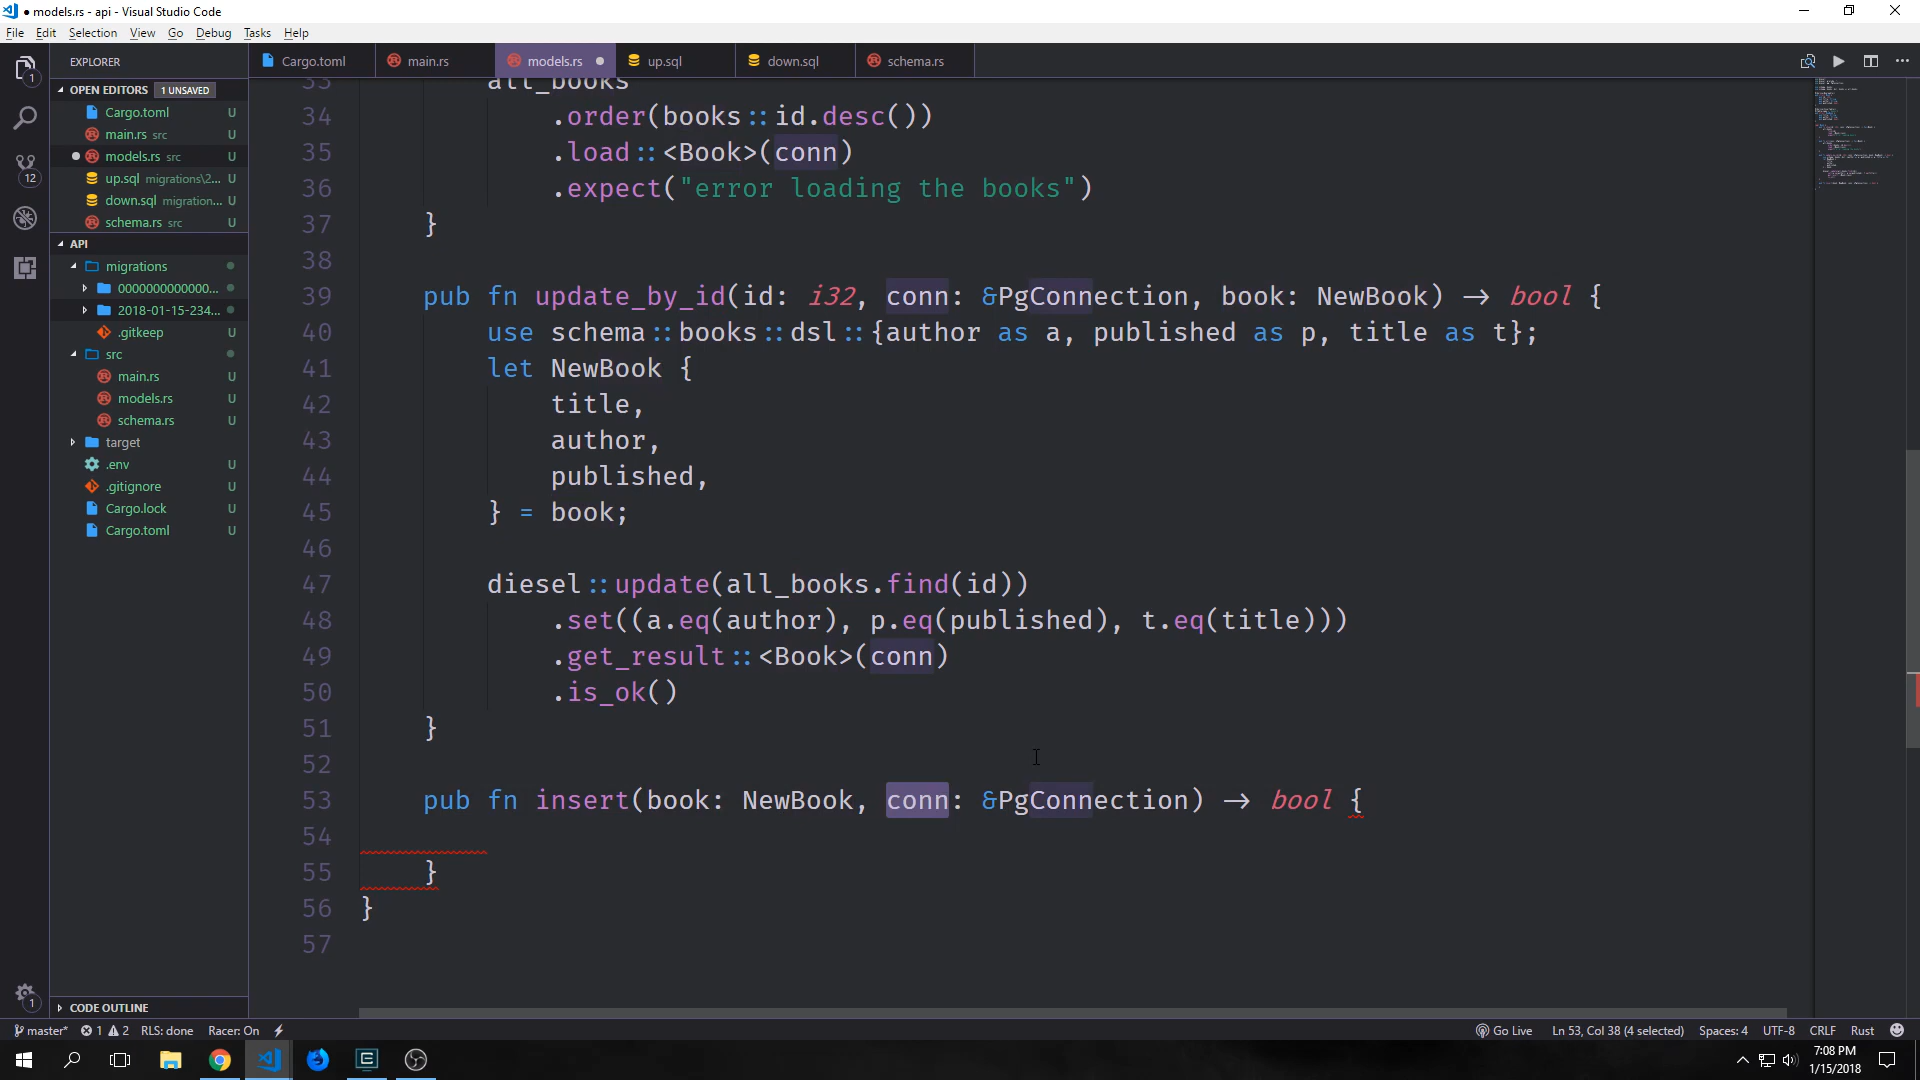 ● models.rs - api - Visual Studio Code
File Edit Selection View Go Debug Tasks Help
EXPLORER
Cargo.toml main.rs models.rs ● up.sql down.sql schema.rs
OPEN EDITORS 1 UNSAVED
Cargo.toml U
main.rs src U
models.rs src U
up.sql migrations\2... U
down.sql migration... U
schema.rs src U
API
migrations
0000000000000...
2018-01-15-234...
.gitkeep U
src
main.rs U
models.rs U
schema.rs U
target
.env U
.gitignore U
Cargo.lock U
Cargo.toml U
CODE OUTLINE
1
12
1
33 all_books
34 .order(books::id.desc())
35 .load::<Book>(conn)
36 .expect("error loading the books")
37 }
38
39 pub fn update_by_id(id: i32, conn: &PgConnection, book: NewBook) -> bool {
40 use schema::books::dsl::{author as a, published as p, title as t};
41 let NewBook {
42 title,
43 author,
44 published,
45 } = book;
46
47 diesel::update(all_books.find(id))
48 .set((a.eq(author), p.eq(published), t.eq(title)))
49 .get_result::<Book>(conn)
50 .is_ok()
51 }
52
53 pub fn insert(book: NewBook, conn: &PgConnection) -> bool {
54
55 }
56 }
57
master* 1 2 RLS: done Racer: On Go Live Ln 53, Col 38 (4 selected) Spaces: 4 UTF-8 CRLF Rust
7:08 PM
1/15/2018